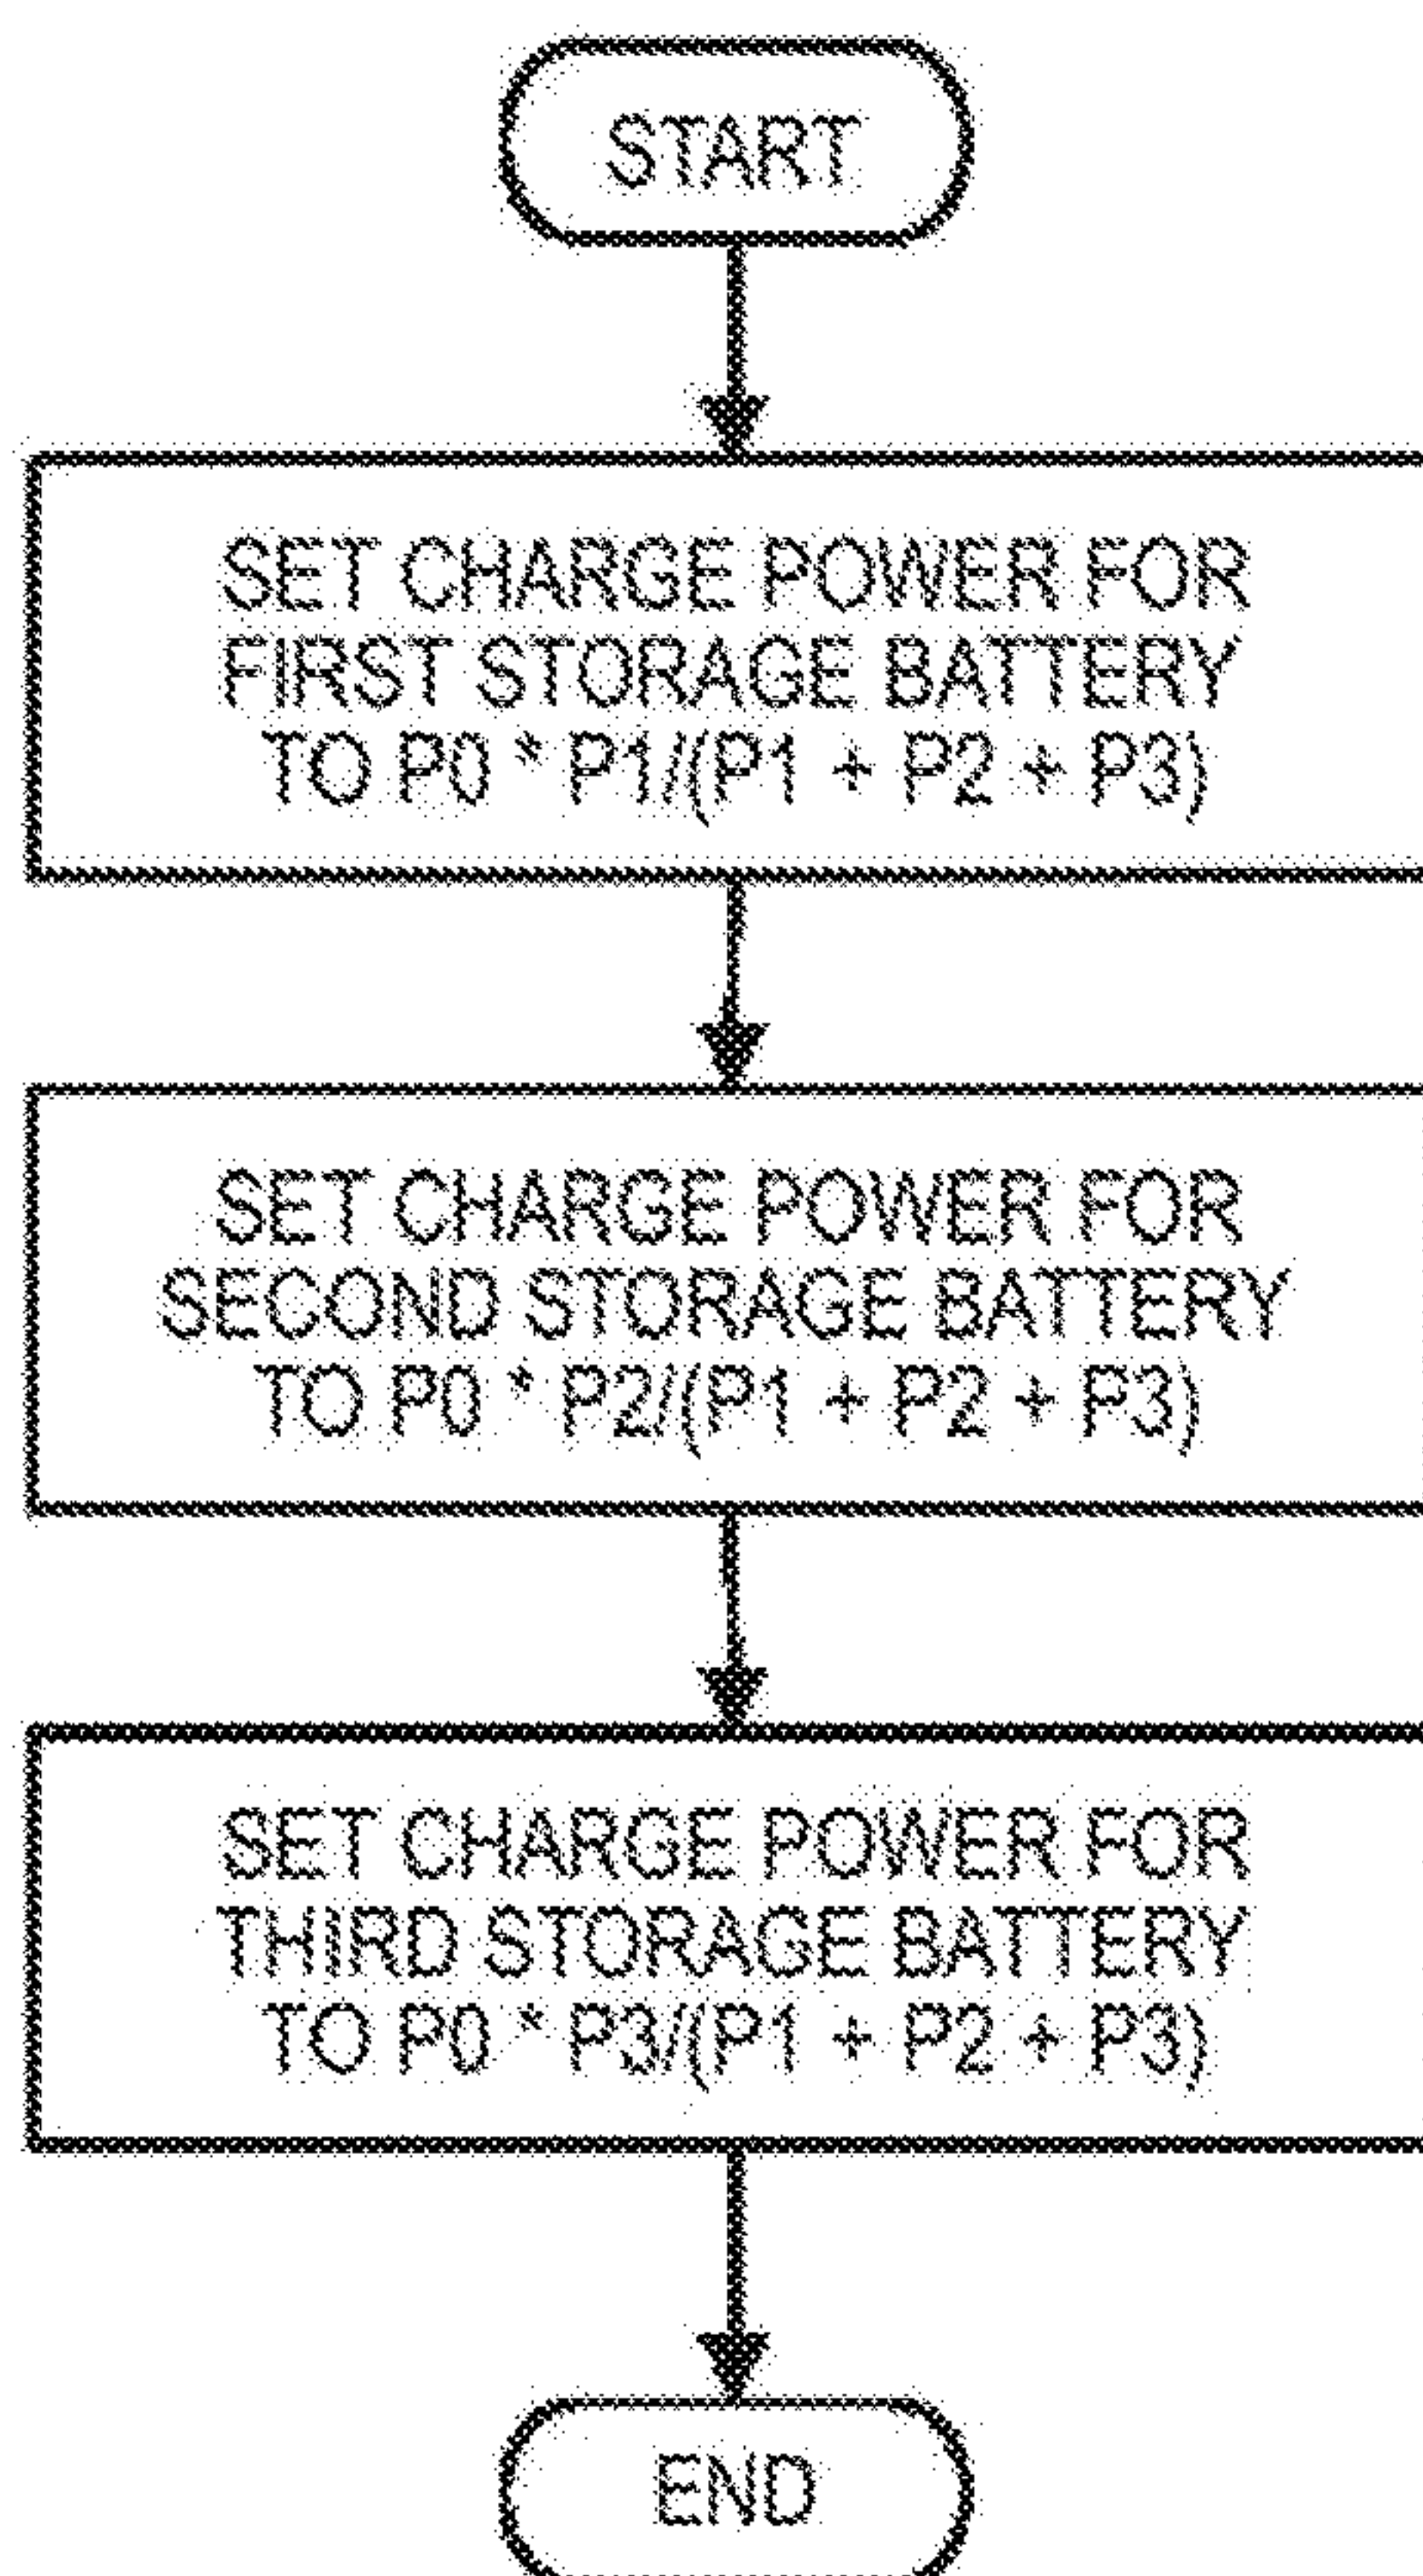 START
SET CHARGE POWER FOR
FIRST STORAGE BATTERY
TO P0 * P1/(P1 + P2 + P3)
SET CHARGE POWER FOR
SECOND STORAGE BATTERY
TO P0 * P2/(P1 + P2 + P3)
SET CHARGE POWER FOR
THIRD STORAGE BATTERY
TO P0 * P3/(P1 + P2 + P3)
END